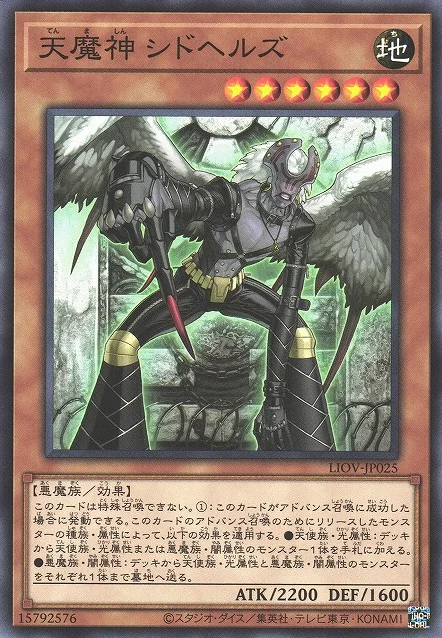 天魔神 シドヘルズ
地
LIOV-JP025
【悪魔族／効果】
このカードは特殊召喚できない。①：このカードがアドバンス召喚に成功した
場合に発動できる。このカードのアドバンス召喚のためにリリースしたモンス
ターの種族・属性によって、以下の効果を適用する。●天使族・光属性：デッキ
から天使族・光属性または悪魔族・闇属性のモンスター1体を手札に加える。
●悪魔族・闇属性：デッキから天使族・光属性と悪魔族・闇属性のモンスター
をそれぞれ1体まで墓地へ送る。
ATK/2200 DEF/1600
15792576
©スタジオ・ダイス／集英社・テレビ東京・KONAMI